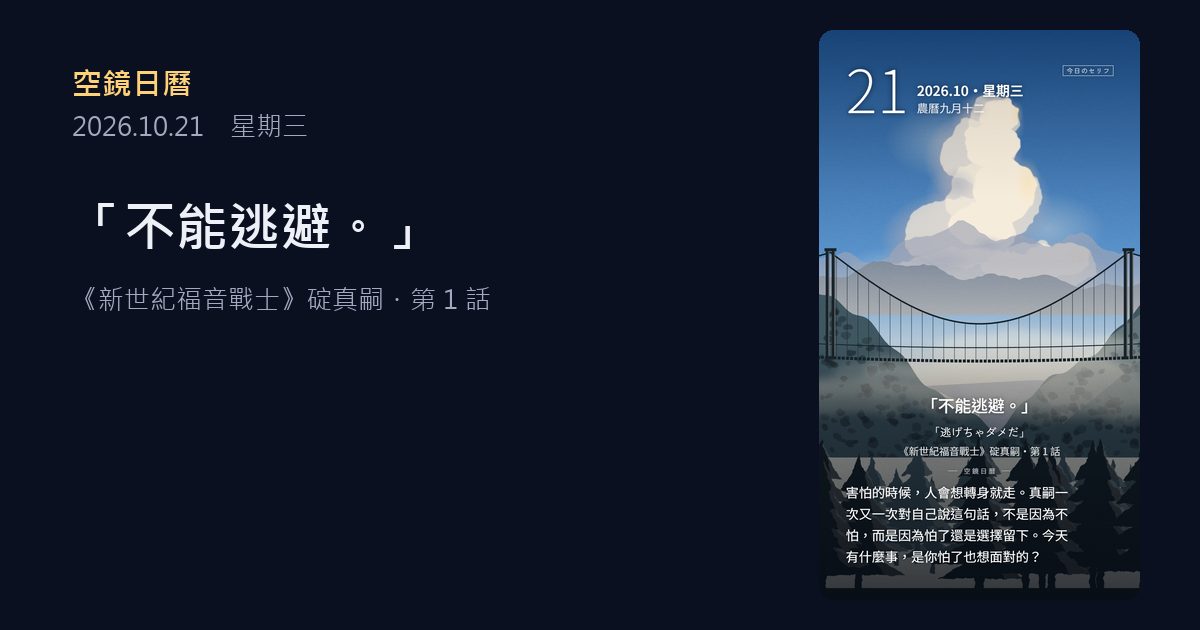 空鏡日曆
2026.10.21 星期三
「不能逃避。」
《新世紀福音戰士》碇真嗣·第 1 話
21
2026.10·星期三
農曆九月十二
今日のセリフ
「不能逃避。」
「逃げちゃダメだ」
《新世紀福音戰士》碇真嗣·第 1 話
— 空鏡日曆 —
害怕的時候，人會想轉身就走。真嗣一
次又一次對自己說這句話，不是因為不
怕，而是因為怕了還是選擇留下。今天
有什麼事，是你怕了也想面對的？